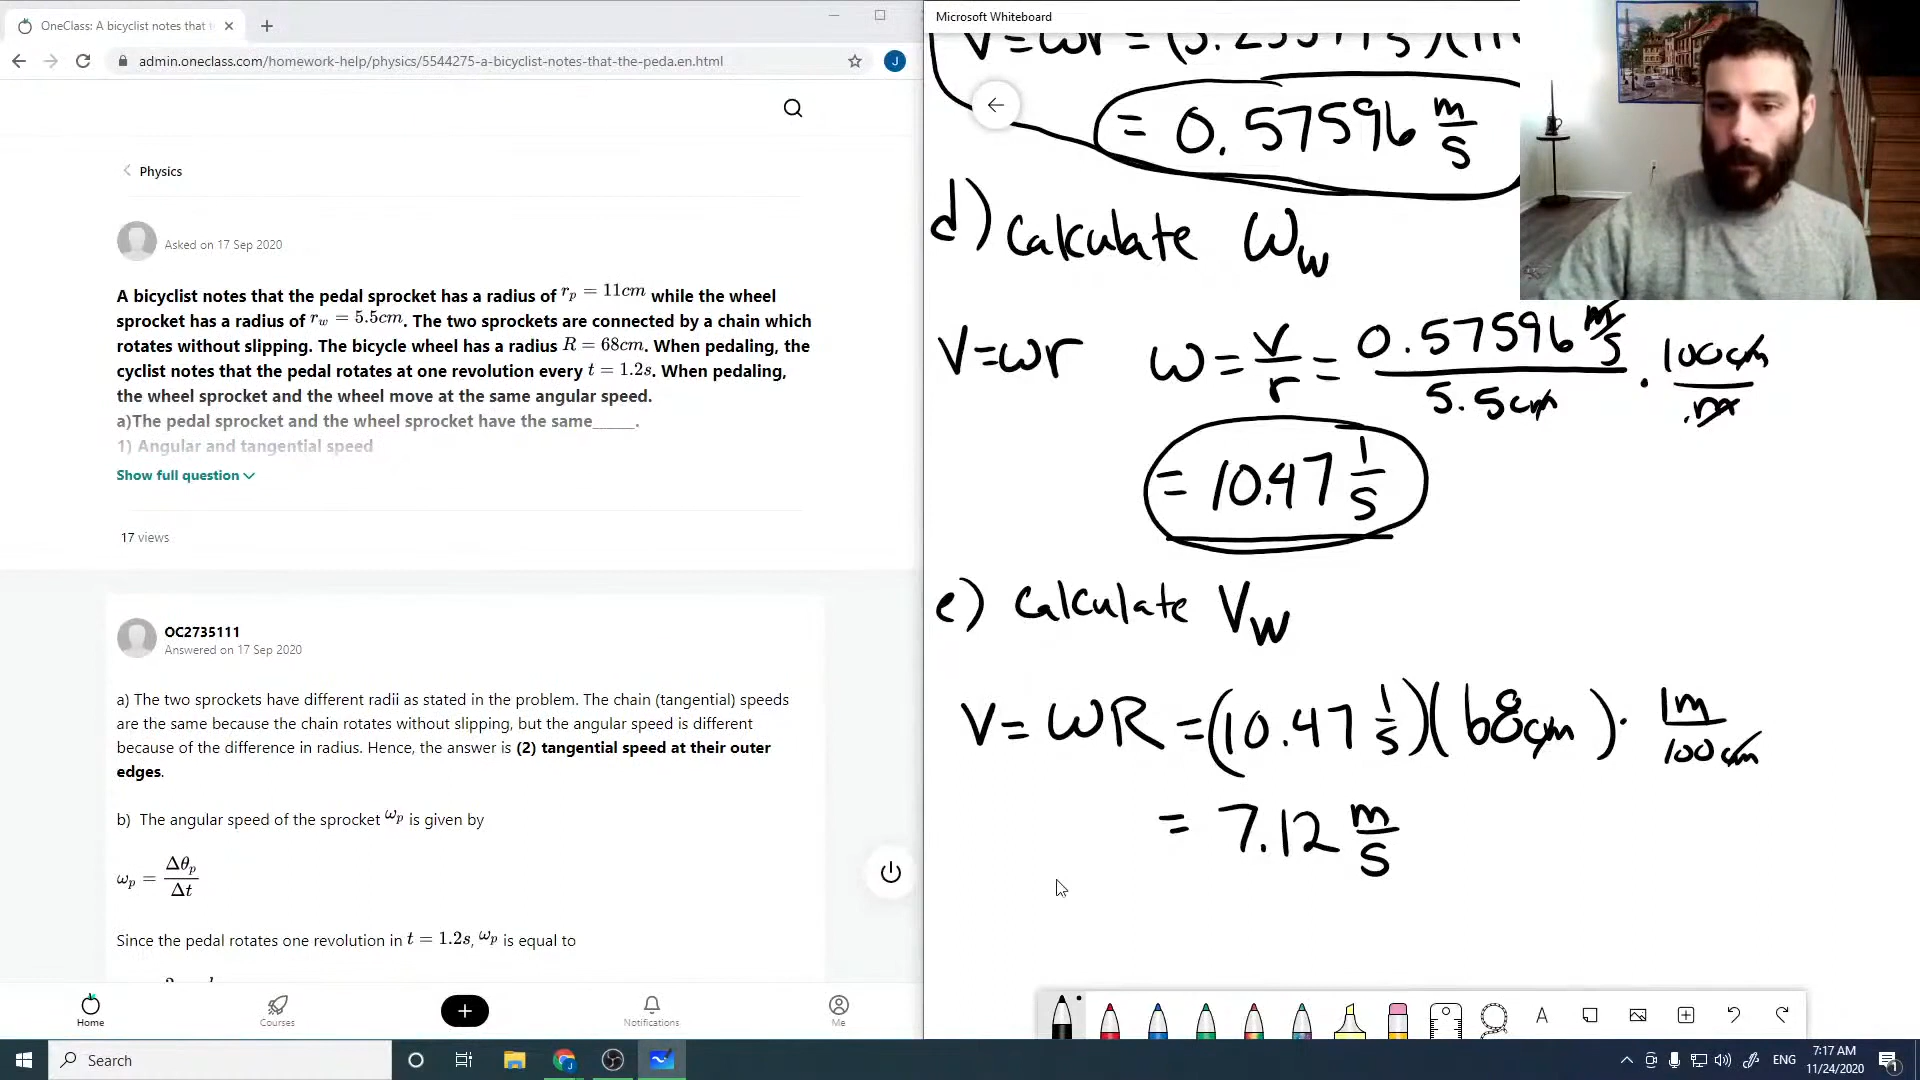 OneClass: A bicyclist notes that
admin.oneclass.com/homework-help/physics/5544275-a-bicyclist-notes-that-the-peda.en.html
J
Physics
Asked on 17 Sep 2020
A bicyclist notes that the pedal sprocket has a radius of r_p = 11cm while the wheel
sprocket has a radius of r_w = 5.5cm. The two sprockets are connected by a chain which
rotates without slipping. The bicycle wheel has a radius R = 68cm. When pedaling, the
cyclist notes that the pedal rotates at one revolution every t = 1.2s. When pedaling,
the wheel sprocket and the wheel move at the same angular speed.
a)The pedal sprocket and the wheel sprocket have the same_____.
1) Angular and tangential speed
Show full question
17 views
OC2735111
Answered on 17 Sep 2020
a) The two sprockets have different radii as stated in the problem. The chain (tangential) speeds
are the same because the chain rotates without slipping, but the angular speed is different
because of the difference in radius. Hence, the answer is (2) tangential speed at their outer
edges.
b) The angular speed of the sprocket ω_p is given by
ω_p = Δθ_p / Δt
Since the pedal rotates one revolution in t = 1.2s, ω_p is equal to
Home
Courses
Notifications
Me
Microsoft Whiteboard
= 0.57596 m/s
d) Calculate ω_w
V=ωr ω = v/r = 0.57596 m/s / 5.5cm · 100cm / m
= 10.47 1/s
e) Calculate V_w
V = ωR = (10.47 1/s)(68cm) · 1m / 100cm
= 7.12 m/s
Search
ENG
7:17 AM
11/24/2020
1